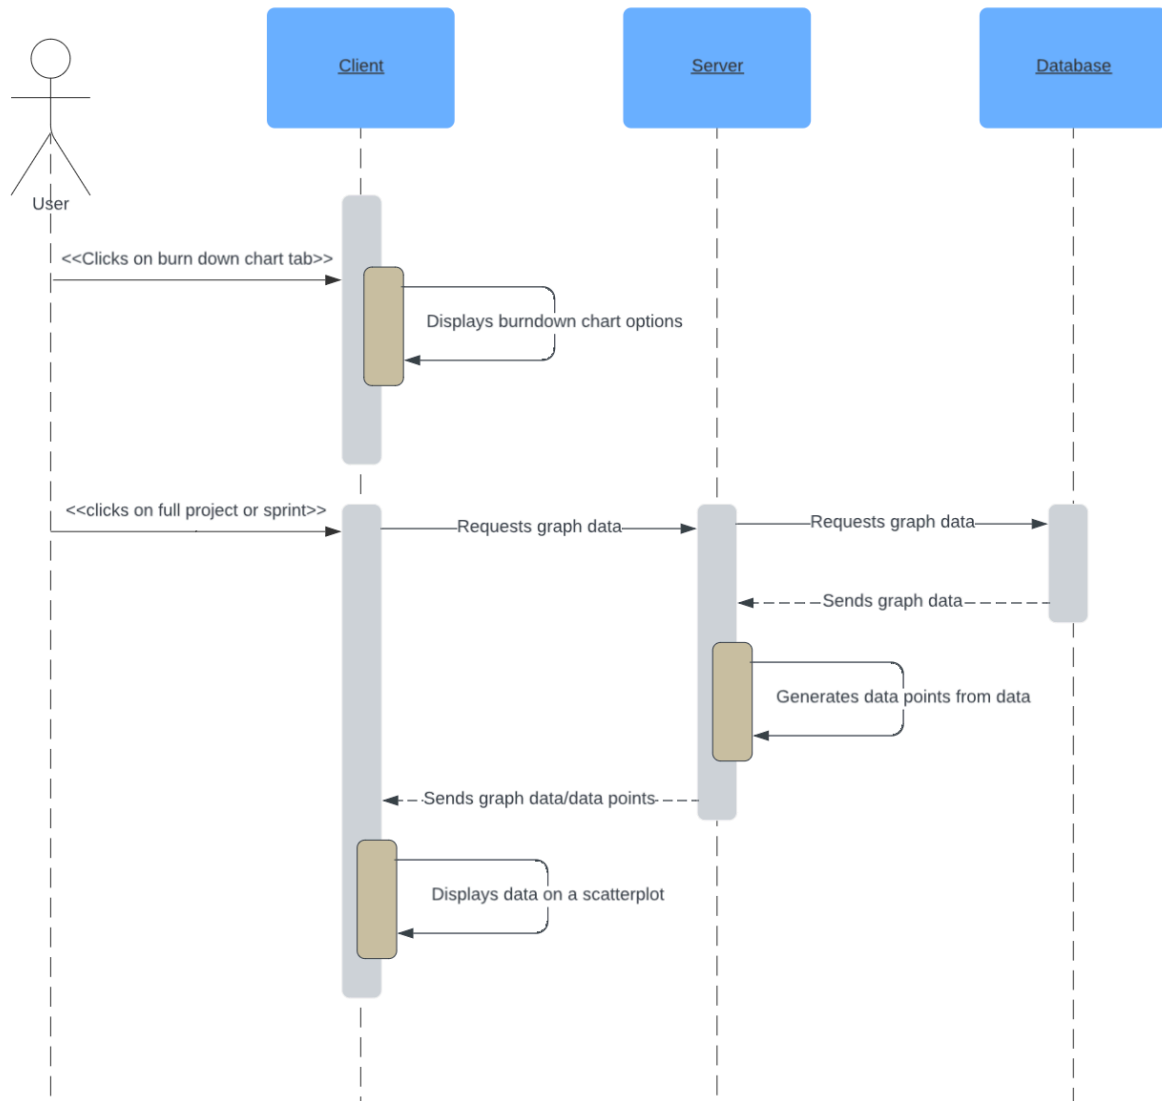 Client
Server
Database
User
<<Clicks on burn down chart tab>>
Displays burndown chart options
<<clicks on full project or sprint>>
Requests graph data
Requests graph data
Sends graph data
Generates data points from data
Sends graph data/data points
Displays data on a scatterplot